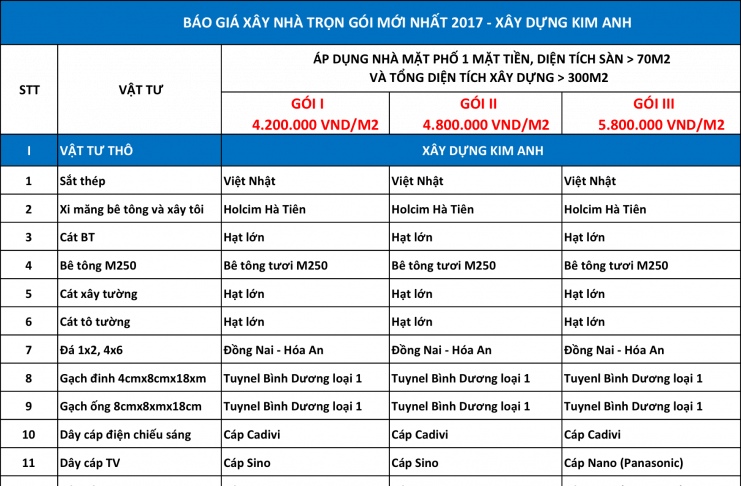 BÁO GIÁ XÂY NHÀ TRỌN GÓI MỚI NHẤT 2017 - XÂY DỰNG KIM ANH
STT VẬT TƯ ÁP DỤNG NHÀ MẶT PHỐ 1 MẶT TIỀN, DIỆN TÍCH SÀN > 70M2
VÀ TỔNG DIỆN TÍCH XÂY DỰNG > 300M2
GÓI I GÓI II GÓI III
4.200.000 VND/M2 4.800.000 VND/M2 5.800.000 VND/M2
I VẬT TƯ THÔ XÂY DỰNG KIM ANH
1 Sắt thép Việt Nhật Việt Nhật Việt Nhật
2 Xi măng bê tông và xây tôi Holcim Hà Tiên Holcim Hà Tiên Holcim Hà Tiên
3 Cát BT Hạt lớn Hạt lớn Hạt lớn
4 Bê tông M250 Bê tông tươi M250 Bê tông tươi M250 Bê tông tươi M250
5 Cát xây tường Hạt lớn Hạt lớn Hạt lớn
6 Cát tô tường Hạt lớn Hạt lớn Hạt lớn
7 Đá 1x2, 4x6 Đồng Nai - Hóa An Đồng Nai - Hóa An Đồng Nai - Hóa An
8 Gạch đinh 4cmx8cmx18xm Tuynel Bình Dương loại 1 Tuynel Bình Dương loại 1 Tuyenl Bình Dương loại 1
9 Gạch ống 8cmx8xmx18cm Tuynel Bình Dương loại 1 Tuynel Bình Dương loại 1 Tuynel Bình Dương loại 1
10 Dây cáp điện chiếu sáng Cáp Cadivi Cáp Cadivi Cáp Cadivi
11 Dây cáp TV Cáp Sino Cáp Sino Cáp Nano (Panasonic)